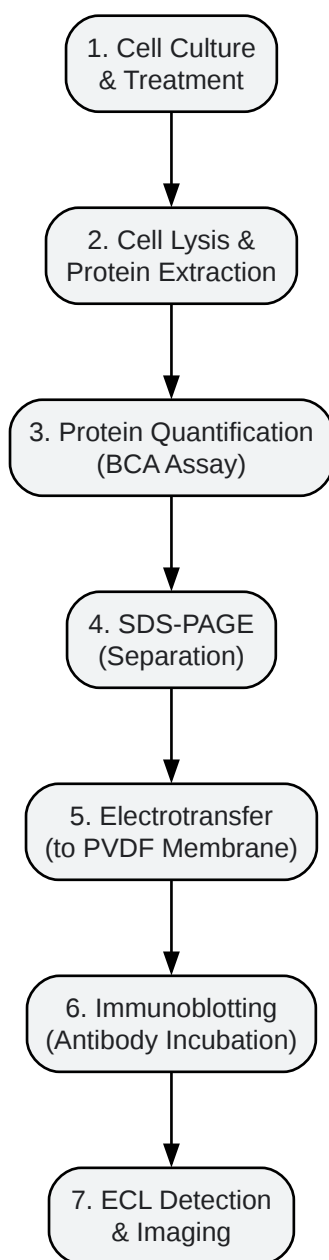 1. Cell Culture
& Treatment
2. Cell Lysis &
Protein Extraction
3. Protein Quantification
(BCA Assay)
4. SDS-PAGE
(Separation)
5. Electrotransfer
(to PVDF Membrane)
6. Immunoblotting
(Antibody Incubation)
7. ECL Detection
& Imaging